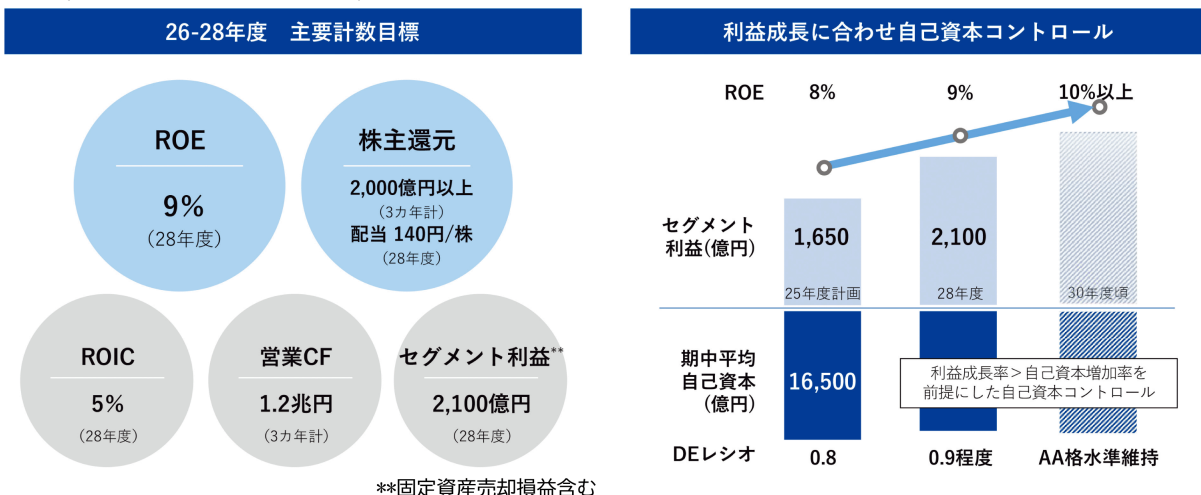 26-28年度　主要計数目標
ROE
9%
(28年度)
株主還元
2,000億円以上
(3カ年計)
配当 140円/株
(28年度)
ROIC
5%
(28年度)
営業CF
1.2兆円
(3カ年計)
セグメント利益**
2,100億円
(28年度)
**固定資産売却損益含む
利益成長に合わせ自己資本コントロール
ROE 8% 9% 10%以上
セグメント
利益(億円)
1,650 2,100
25年度計画 28年度 30年度頃
期中平均
自己資本
(億円)
16,500
利益成長率＞自己資本増加率を
前提にした自己資本コントロール
DEレシオ 0.8 0.9程度 AA格水準維持